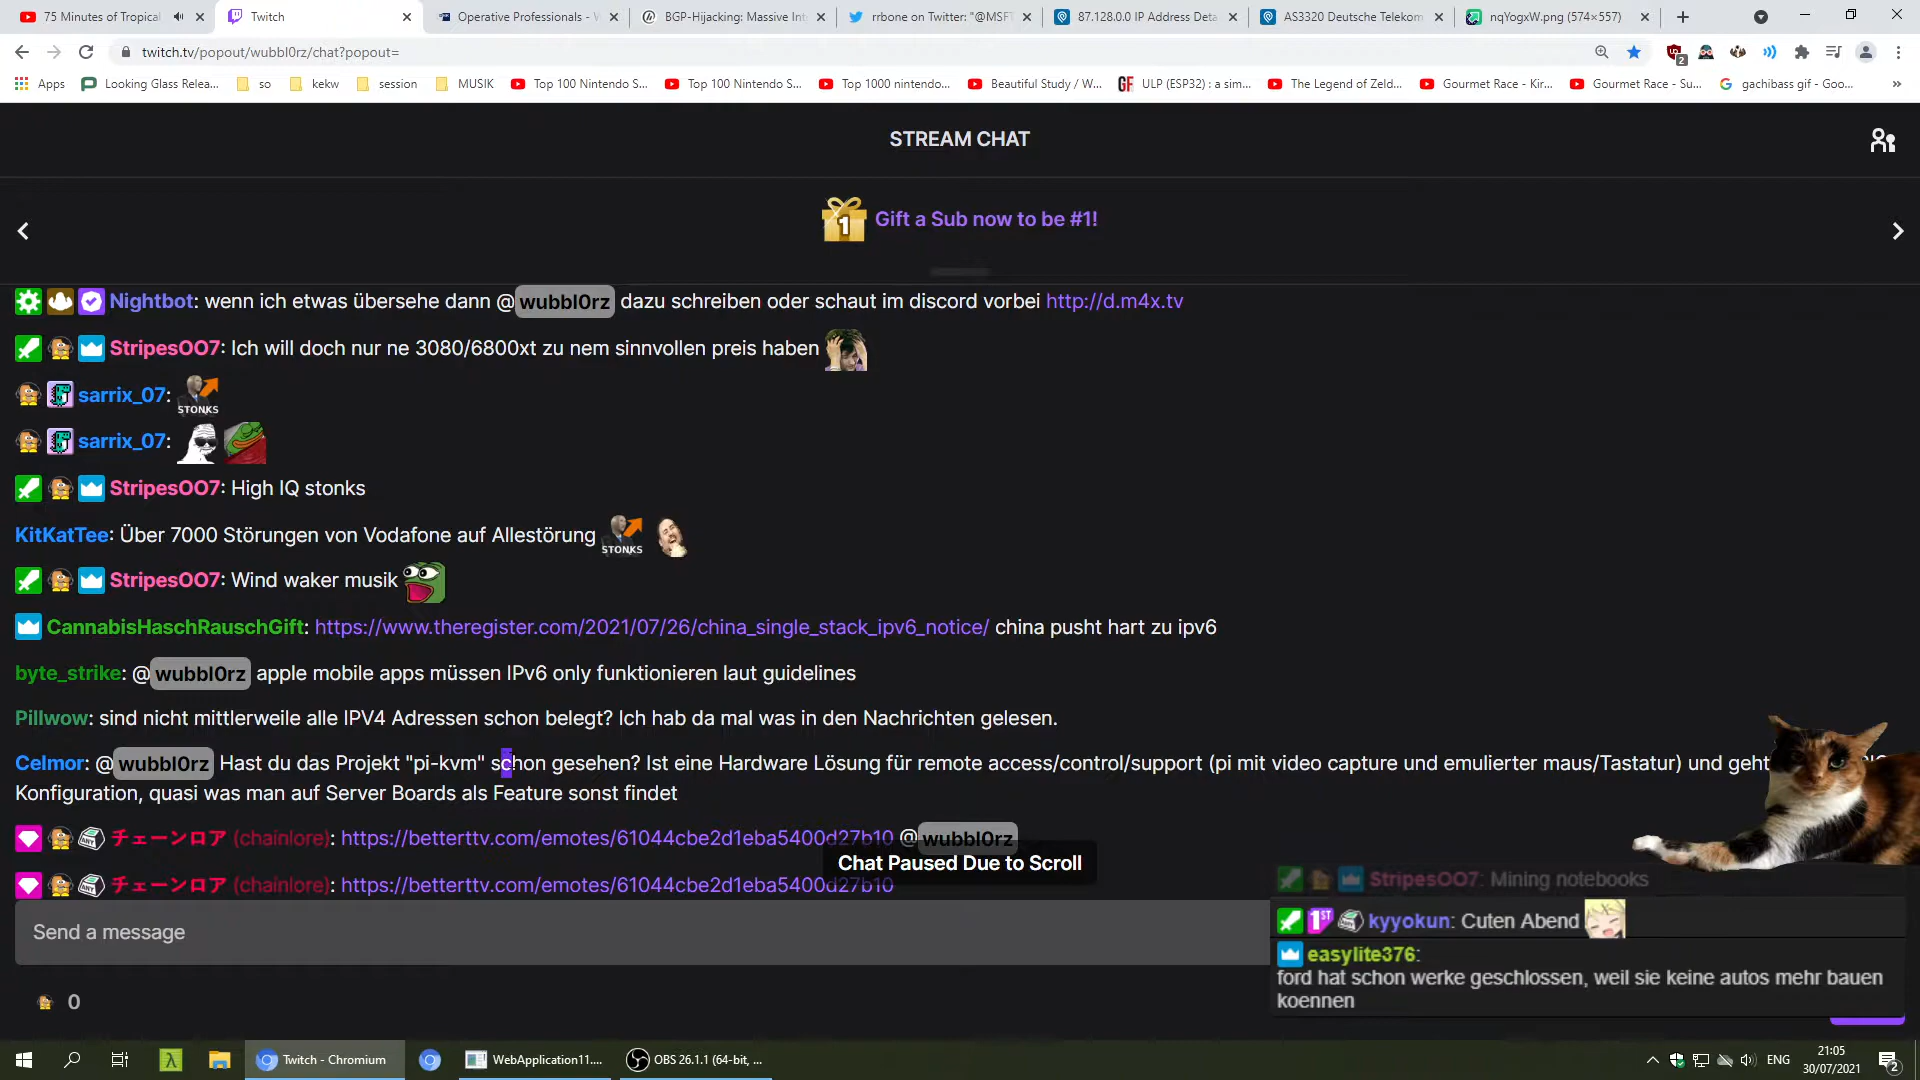 75 Minutes of Tropical
Twitch
Operative Professionals -
BGP-Hijacking: Massive Int
rrbone on Twitter: "@MSFT
87.128.0.0 IP Address Deta
AS3320 Deutsche Telekom
nqYogxW.png (574×557)
twitch.tv/popout/wubbl0rz/chat?popout=
2
Apps
Looking Glass Relea...
so
kekw
session
MUSIK
Top 100 Nintendo S...
Top 100 Nintendo S...
Top 1000 nintendo...
Beautiful Study / W...
GF ULP (ESP32) : a sim...
The Legend of Zeld...
Gourmet Race - Kir...
Gourmet Race - Su...
gachibass gif - Goo...
STREAM CHAT
1
Gift a Sub now to be #1!
Nightbot: wenn ich etwas übersehe dann @wubbl0rz dazu schreiben oder schaut im discord vorbei http://d.m4x.tv
StripesOO7: Ich will doch nur ne 3080/6800xt zu nem sinnvollen preis haben
sarrix_07: STONKS
sarrix_07:
StripesOO7: High IQ stonks
KitKatTee: Über 7000 Störungen von Vodafone auf Allestörung STONKS
StripesOO7: Wind waker musik
CannabisHaschRauschGift: https://www.theregister.com/2021/07/26/china_single_stack_ipv6_notice/ china pusht hart zu ipv6
byte_strike: @wubbl0rz apple mobile apps müssen IPv6 only funktionieren laut guidelines
Pillwow: sind nicht mittlerweile alle IPV4 Adressen schon belegt? Ich hab da mal was in den Nachrichten gelesen.
Celmor: @wubbl0rz Hast du das Projekt "pi-kvm" schon gesehen? Ist eine Hardware Lösung für remote access/control/support (pi mit video capture und emulierter maus/Tastatur) und geht
Konfiguration, quasi was man auf Server Boards als Feature sonst findet
ANY チェーンロア (chainlore): https://betterttv.com/emotes/61044cbe2d1eba5400d27b10 @wubbl0rz
Chat Paused Due to Scroll
ANY チェーンロア (chainlore): https://betterttv.com/emotes/61044cbe2d1eba5400d27b10
StripesOO7: Mining notebooks
Send a message
1ST kyyokun: Cuten Abend
easylite376:
ford hat schon werke geschlossen, weil sie keine autos mehr bauen
koennen
0
Twitch - Chromium
WebApplication11....
OBS 26.1.1 (64-bit, ...
ENG
21:05
30/07/2021
2